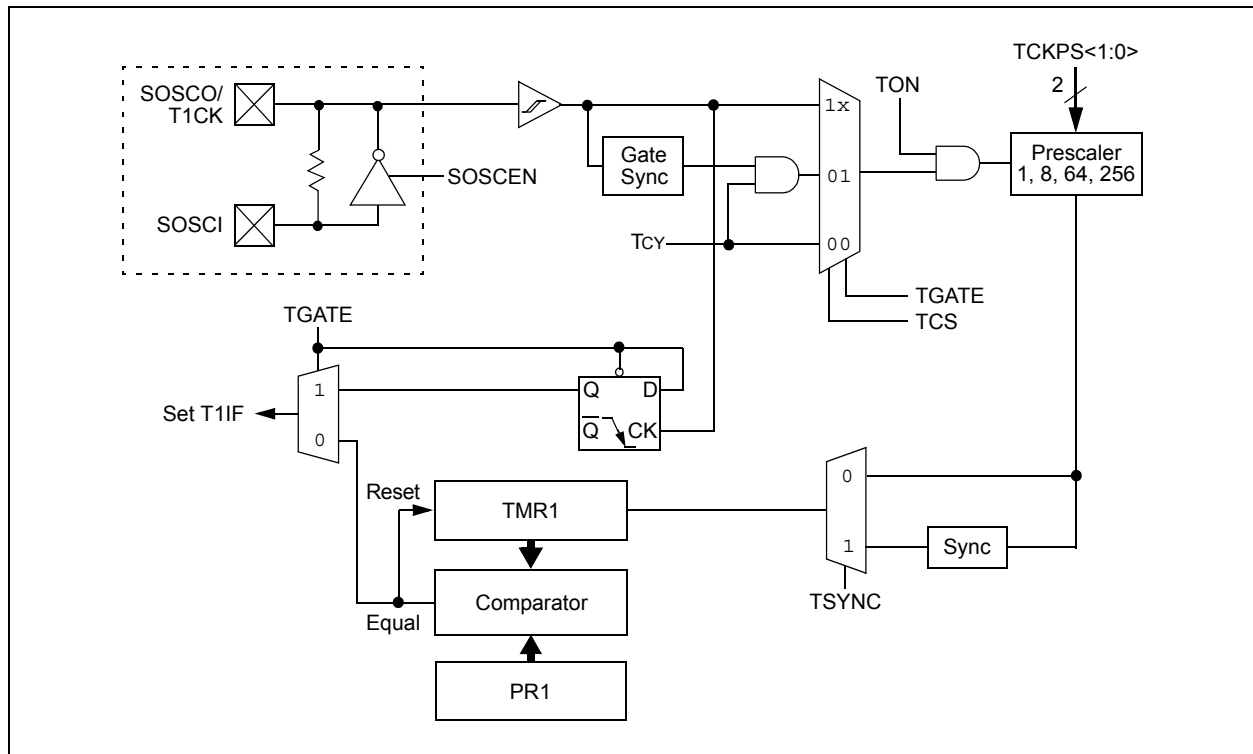 TCKPS<1:0>
2
TON
SOSCO/
T1CK
1x
Gate
Sync
Prescaler
1, 8, 64, 256
SOSCEN
01
SOSCI
TCY
00
TGATE
TCS
TGATE
1
Q
D
Set T1IF
Q
CK
0
Reset
TMR1
0
1
Sync
TSYNC
Comparator
Equal
PR1